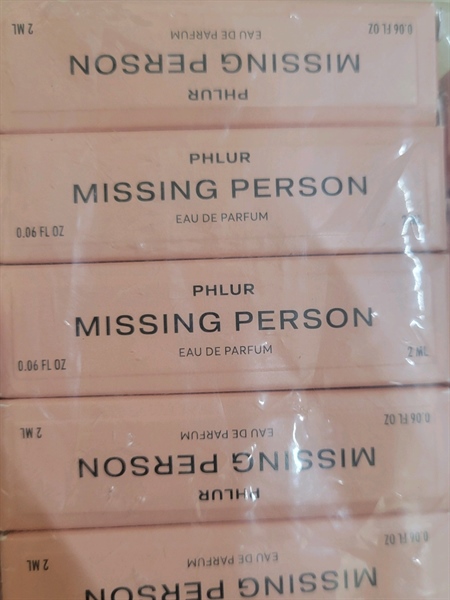 2 ML
0.06 FL OZ
EAU DE PARFUM
MISSING PERSON
PHLUR
PHLUR
MISSING PERSON
EAU DE PARFUM
0.06 FL OZ
PHLUR
MISSING PERSON
EAU DE PARFUM
0.06 FL OZ
2 ML
2 ML
0.06 FL OZ
EAU DE PARFUM
MISSING PERSON
PHLUR
2 ML
0.06 FL OZ
EAU DE PARFUM
MISSING PERSON